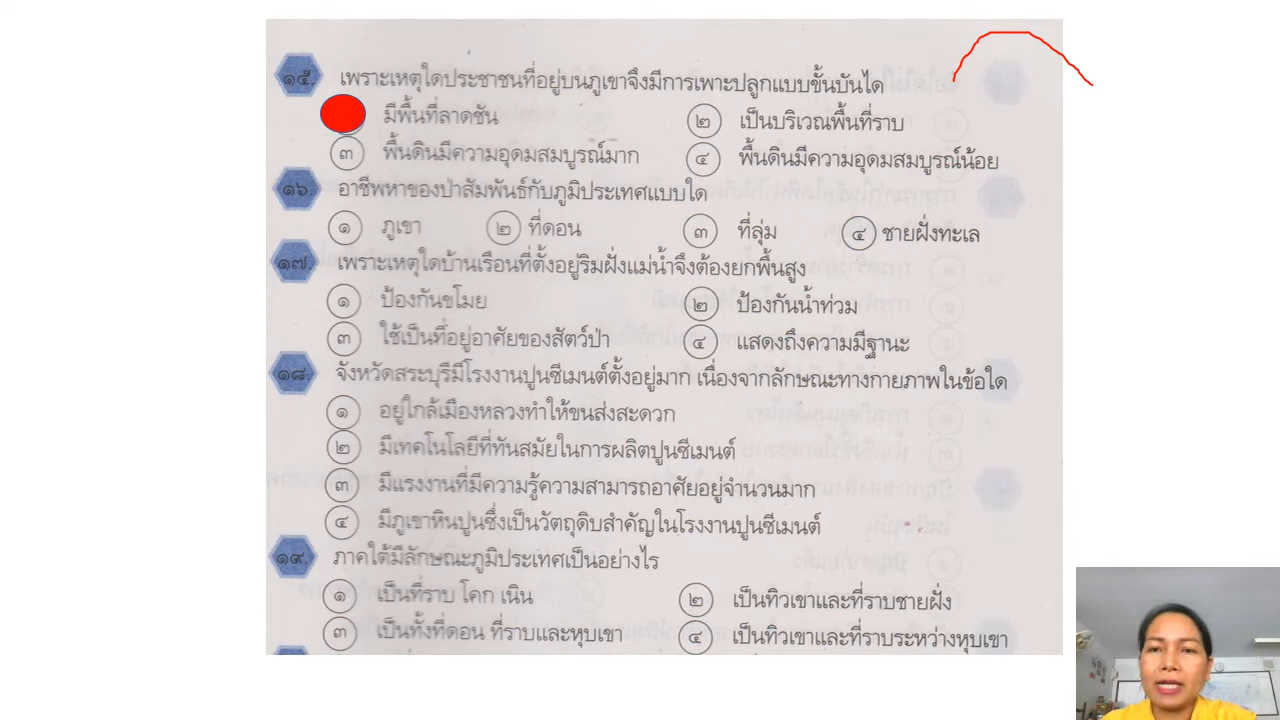 ๑๕. เพราะเหตุใดประชาชนที่อยู่บนภูเขาจึงมีการเพาะปลูกแบบขั้นบันได
มีพื้นที่ลาดชัน ๒ เป็นบริเวณพื้นที่ราบ
๓ พื้นดินมีความอุดมสมบูรณ์มาก ๔ พื้นดินมีความอุดมสมบูรณ์น้อย
๑๖. อาชีพหาของป่าสัมพันธ์กับภูมิประเทศแบบใด
๑ ภูเขา ๒ ที่ดอน ๓ ที่ลุ่ม ๔ ชายฝั่งทะเล
๑๗. เพราะเหตุใดบ้านเรือนที่ตั้งอยู่ริมฝั่งแม่น้ำจึงต้องยกพื้นสูง
๑ ป้องกันขโมย ๒ ป้องกันน้ำท่วม
๓ ใช้เป็นที่อยู่อาศัยของสัตว์ป่า ๔ แสดงถึงความมีฐานะ
๑๘. จังหวัดสระบุรีมีโรงงานปูนซีเมนต์ตั้งอยู่มาก เนื่องจากลักษณะทางกายภาพในข้อใด
๑ อยู่ใกล้เมืองหลวงทำให้ขนส่งสะดวก
๒ มีเทคโนโลยีที่ทันสมัยในการผลิตปูนซีเมนต์
๓ มีแรงงานที่มีความรู้ความสามารถอาศัยอยู่จำนวนมาก
๔ มีภูเขาหินปูนซึ่งเป็นวัตถุดิบสำคัญในโรงงานปูนซีเมนต์
๑๙. ภาคใต้มีลักษณะภูมิประเทศเป็นอย่างไร
๑ เป็นที่ราบ โคก เนิน ๒ เป็นทิวเขาและที่ราบชายฝั่ง
๓ เป็นทั้งที่ดอน ที่ราบและหุบเขา ๔ เป็นทิวเขาและที่ราบระหว่างหุบเขา